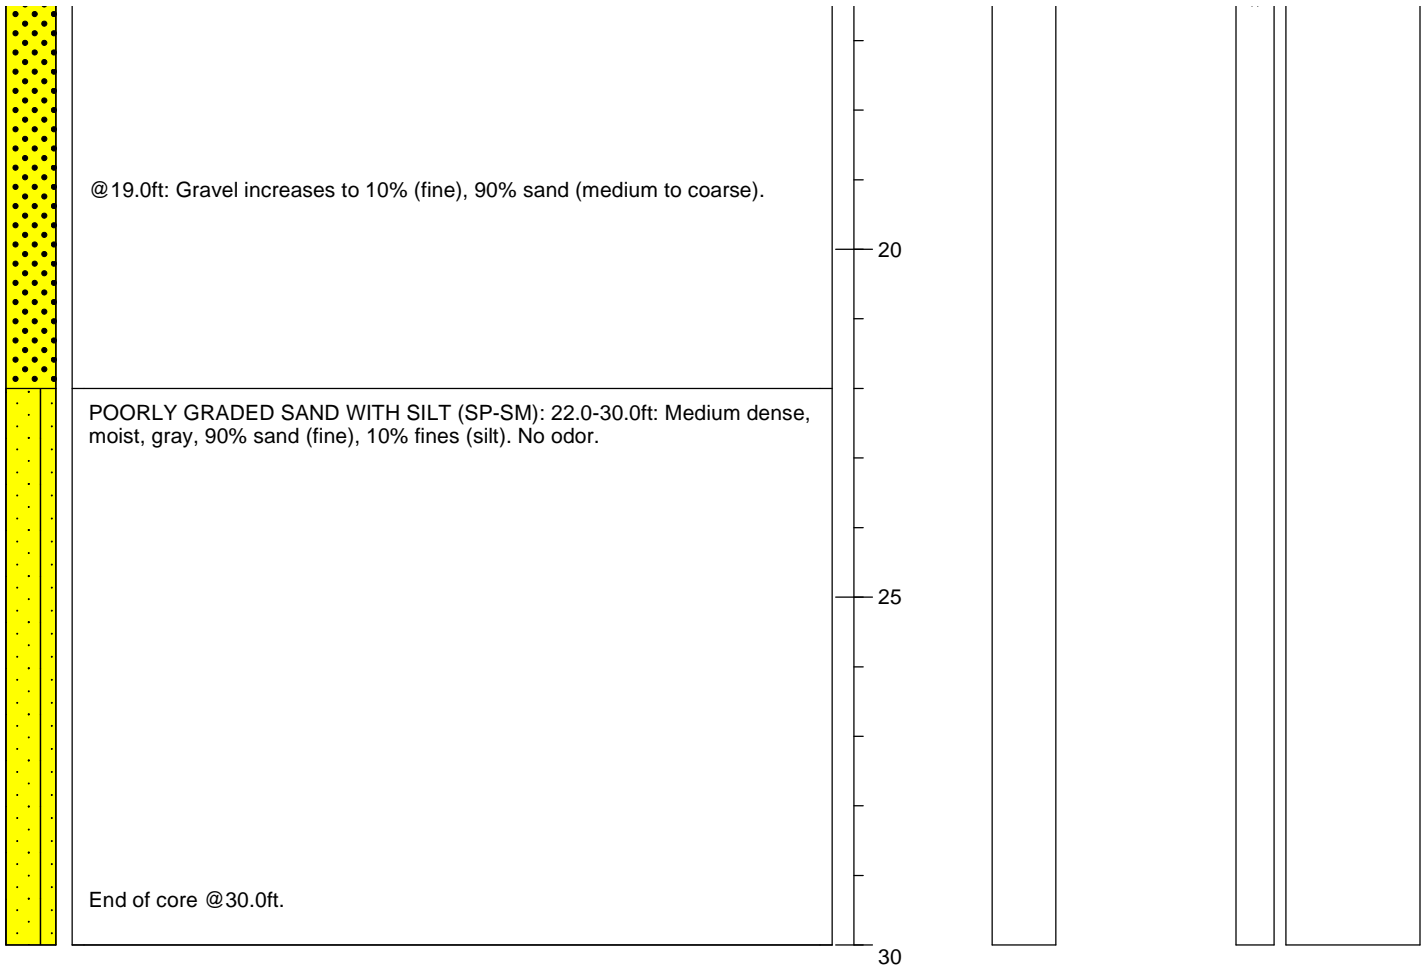 @19.0ft: Gravel increases to 10% (fine), 90% sand (medium to coarse).
20
POORLY GRADED SAND WITH SILT (SP-SM): 22.0-30.0ft: Medium dense,
moist, gray, 90% sand (fine), 10% fines (silt). No odor.
25
End of core @30.0ft.
30